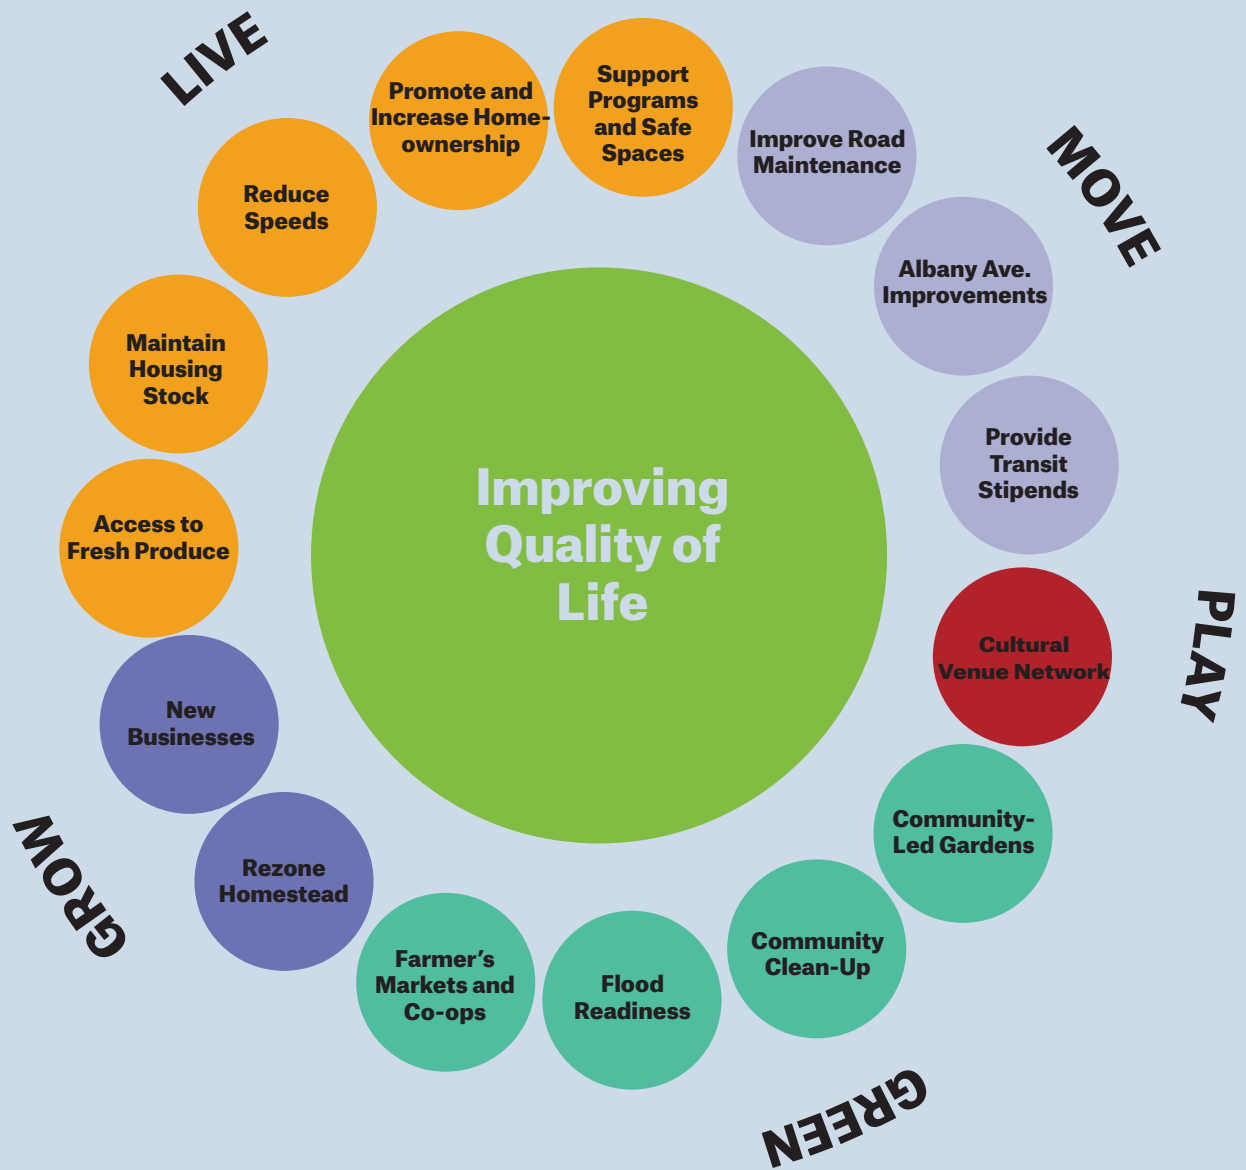 LIVE
Promote and
Increase Home-
ownership
Support
Programs
and Safe
Spaces
Improve Road
Maintenance
MOVE
Reduce
Speeds
Albany Ave.
Improvements
Maintain
Housing
Stock
Provide
Transit
Stipends
Improving
Quality of
Life
Access to
Fresh Produce
PLAY
Cultural
Venue Network
New
Businesses
Community-
Led Gardens
GROW
Rezone
Homestead
Community
Clean-Up
Farmer’s
Markets and
Co-ops
Flood
Readiness
GREEN